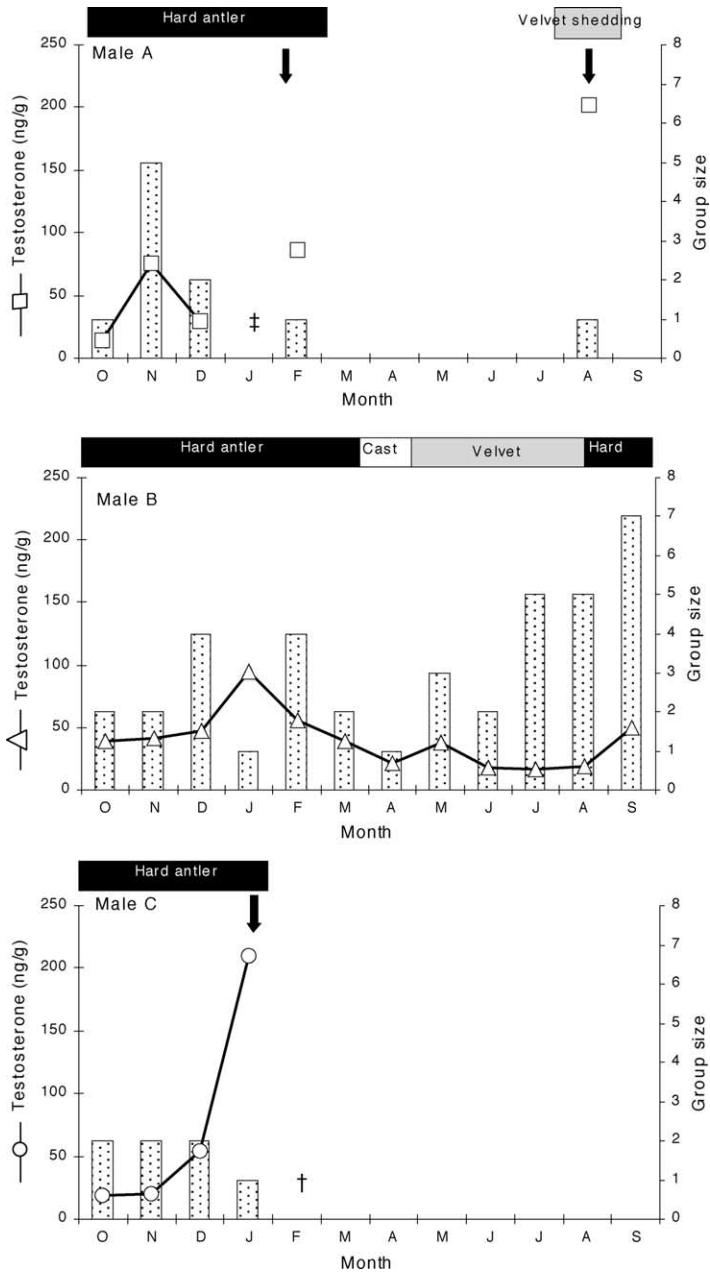 Hard antler Velvet shedding
Male A
250
200
150
100
50
0
8
7
6
5
4
3
2
1
0
Testosterone (ng/g)
Group size
‡
O N D J F M A M J J A S
Month
Hard antler Cast Velvet Hard
Male B
250
200
150
100
50
0
8
7
6
5
4
3
2
1
0
Testosterone (ng/g)
Group size
O N D J F M A M J J A S
Month
Hard antler
Male C
250
200
150
100
50
0
8
7
6
5
4
3
2
1
0
Testosterone (ng/g)
Group size
†
O N D J F M A M J J A S
Month